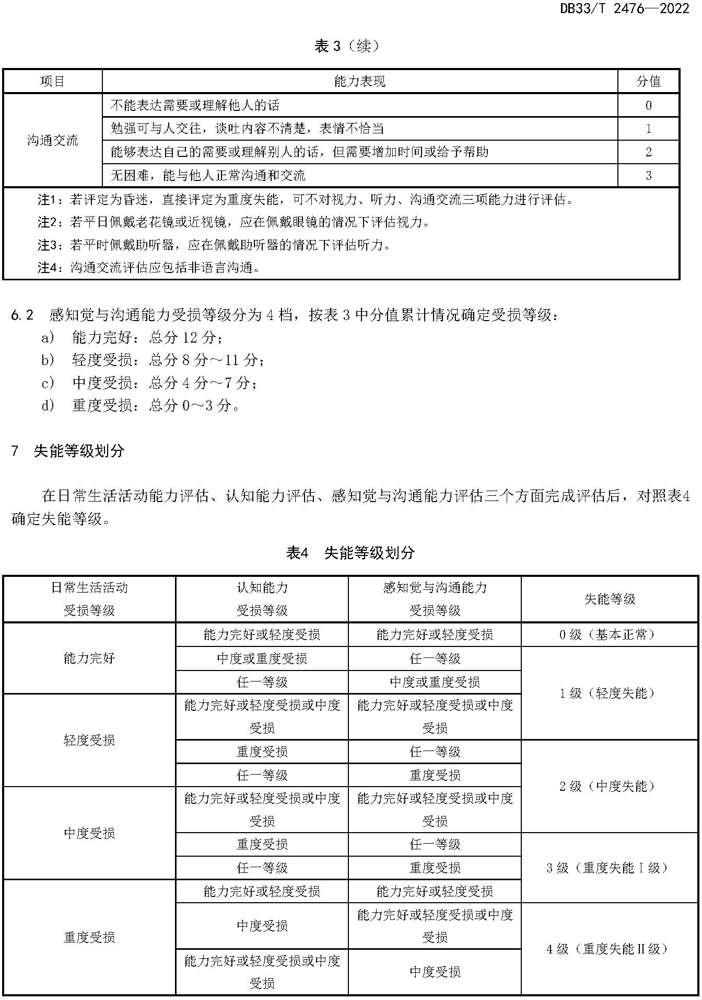 DB33/T 2476—2022
表 3（续）
项目 能力表现 分值
沟通交流
不能表达需要或理解他人的话 0
勉强可与人交往，谈吐内容不清楚，表情不恰当 1
能够表达自己的需要或理解别人的话，但需要增加时间或给予帮助 2
无困难，能与他人正常沟通和交流 3
注1：若评定为昏迷，直接评定为重度失能，可不对视力、听力、沟通交流三项能力进行评估。
注2：若平日佩戴老花镜或近视镜，应在佩戴眼镜的情况下评估视力。
注3：若平时佩戴助听器，应在佩戴助听器的情况下评估听力。
注4：沟通交流评估应包括非语言沟通。
6.2 感知觉与沟通能力受损等级分为 4 档，按表 3 中分值累计情况确定受损等级：
a) 能力完好：总分 12 分；
b) 轻度受损：总分 8 分～11 分；
c) 中度受损：总分 4 分～7 分；
d) 重度受损：总分 0～3 分。
7 失能等级划分
在日常生活活动能力评估、认知能力评估、感知觉与沟通能力评估三个方面完成评估后，对照表4
确定失能等级。
表4 失能等级划分
日常生活活动 认知能力 感知觉与沟通能力
受损等级 受损等级 受损等级
失能等级
能力完好
能力完好或轻度受损 能力完好或轻度受损 0 级（基本正常）
中度或重度受损 任一等级
任一等级 中度或重度受损
1 级（轻度失能）
轻度受损
能力完好或轻度受损或中度 能力完好或轻度受损或中度
受损 受损
重度受损 任一等级
任一等级 重度受损
2 级（中度失能）
中度受损
能力完好或轻度受损或中度 能力完好或轻度受损或中度
受损 受损
重度受损 任一等级
任一等级 重度受损
3 级（重度失能Ⅰ级）
重度受损
能力完好或轻度受损 能力完好或轻度受损
中度受损
能力完好或轻度受损或中度
受损
4 级（重度失能Ⅱ级）
能力完好或轻度受损或中度
受损
中度受损